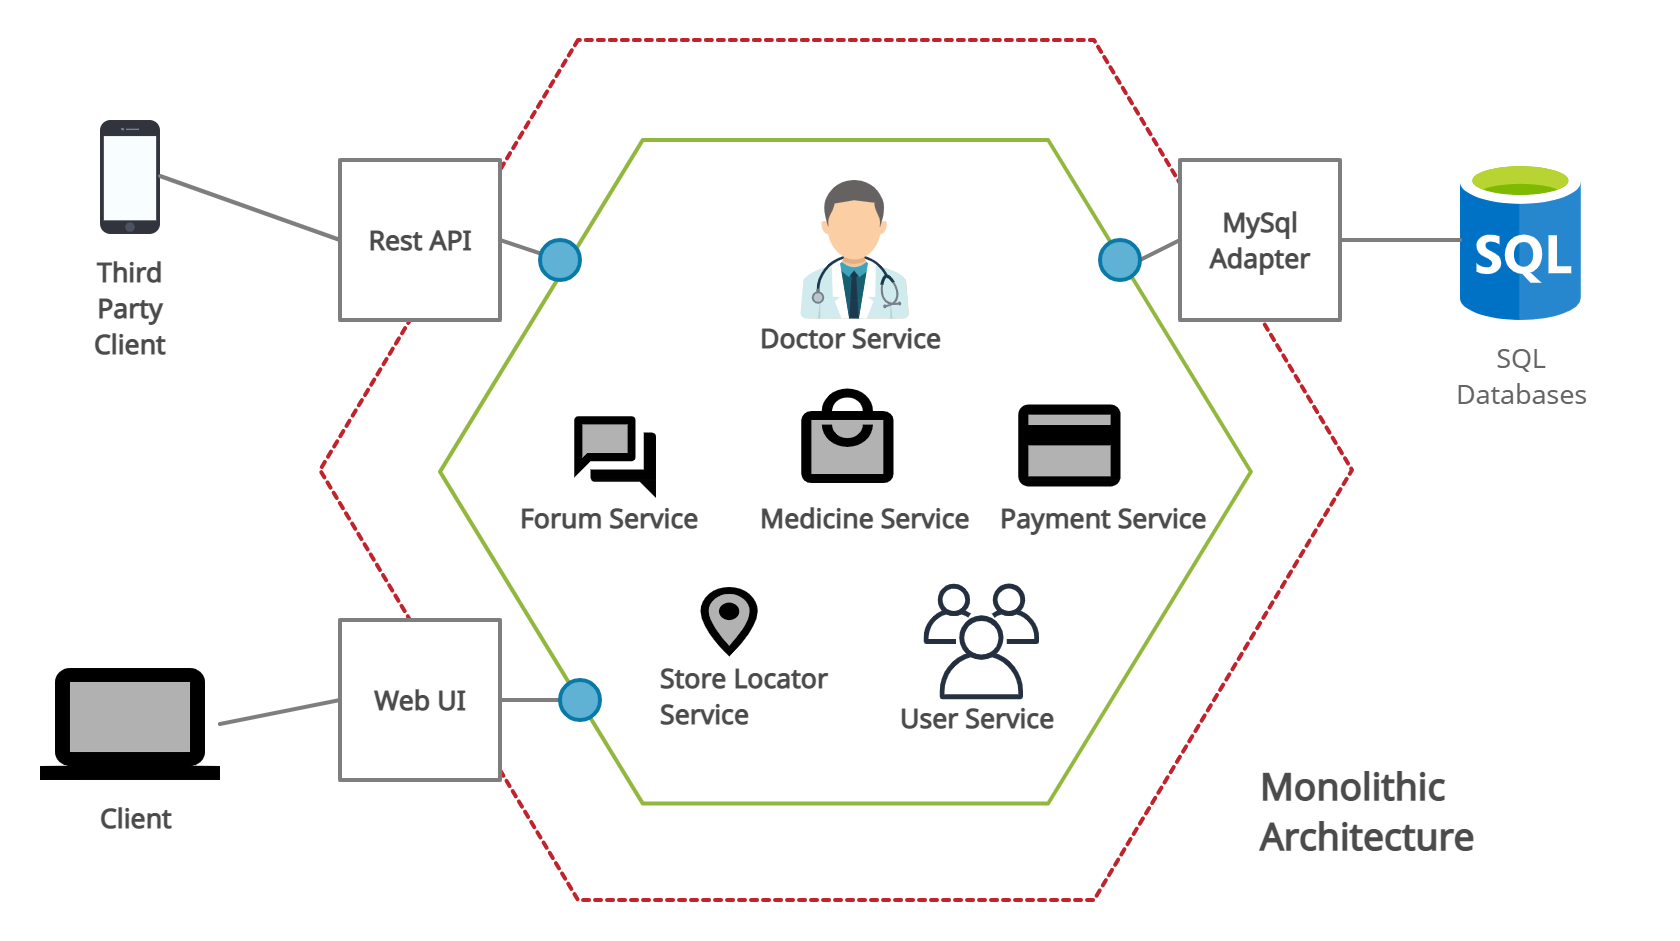 Third
Party
Client
Rest API
MySql
Adapter
SQL
SQL
Databases
Doctor Service
Forum Service
Medicine Service
Payment Service
Store Locator
Service
User Service
Web UI
Client
Monolithic
Architecture